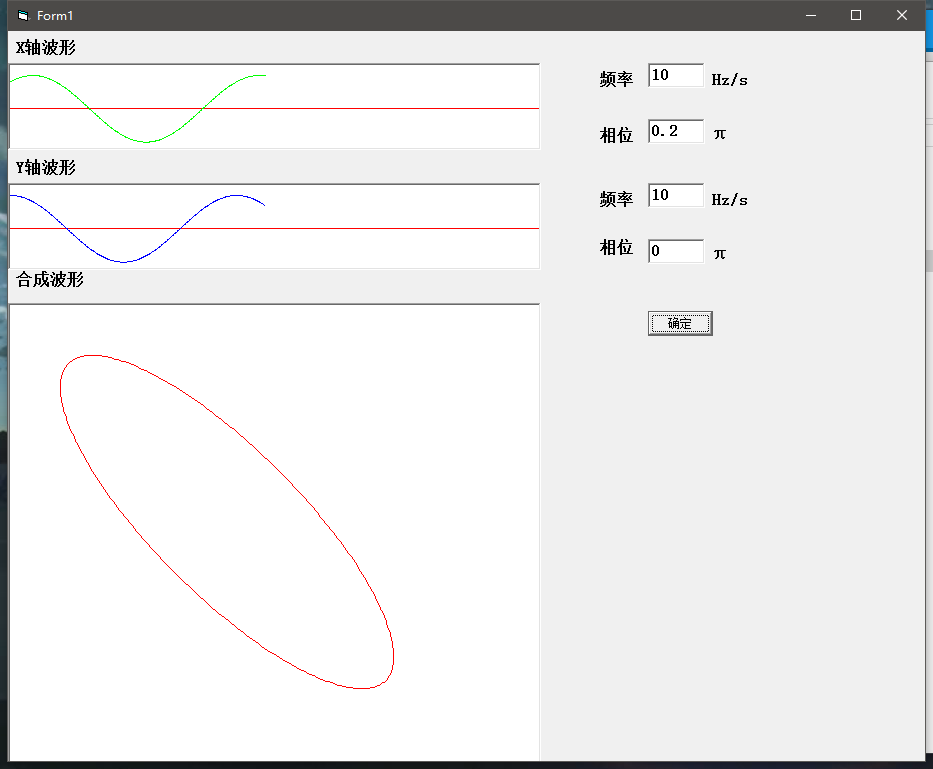 Form1
X轴波形
频率 10 Hz/s
相位 0.2 π
Y轴波形
频率 10 Hz/s
相位 0 π
合成波形
确定